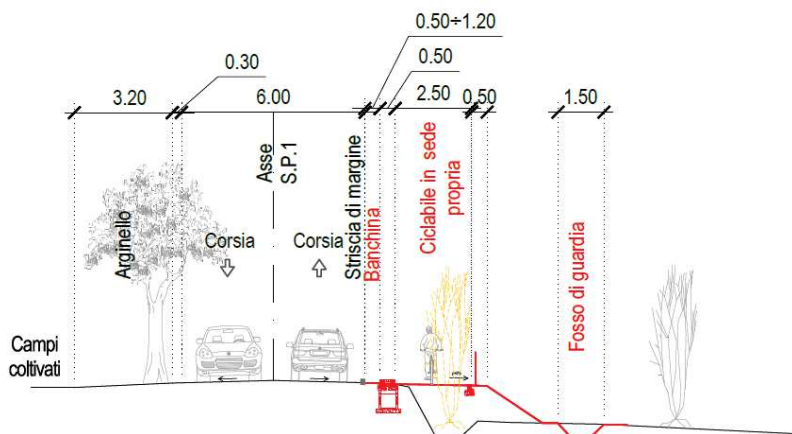 0.50÷1.20
0.30
0.50
3.20
6.00
2.50
0.50
1.50
Arginello
Corsia
Asse
S.P.1
Corsia
Striscia di margine
Banchina
Ciclabile in sede
propria
Fosso di guardia
Campi
coltivati